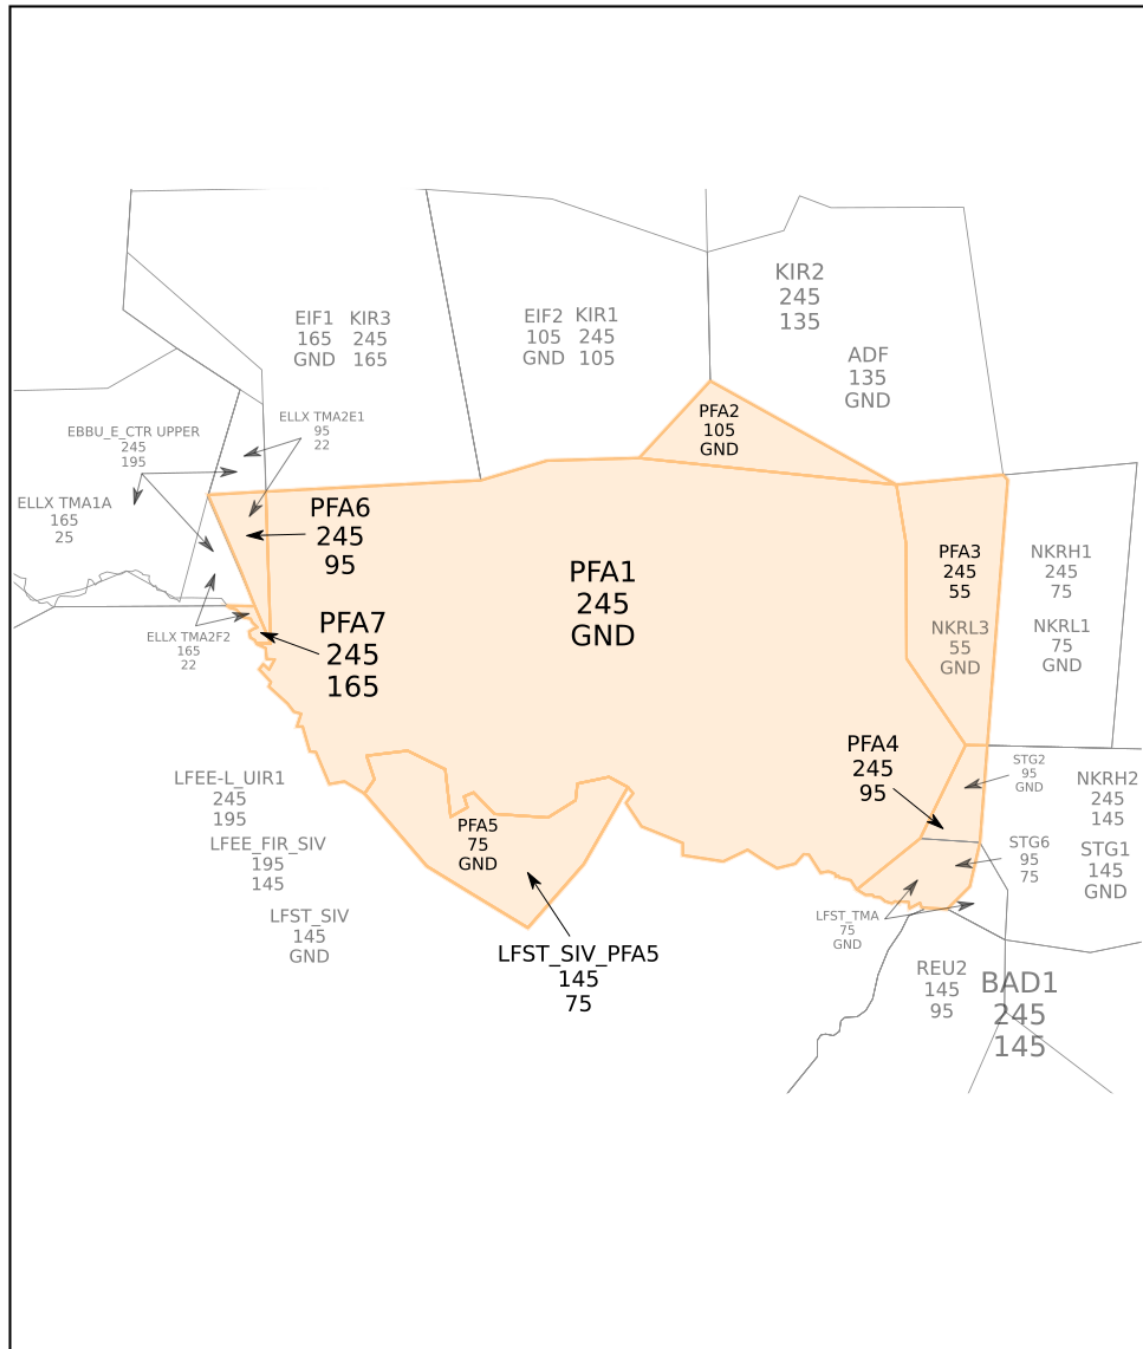 KIR2
245
135
EIF1 KIR3
165 245
GND 165
EIF2 KIR1
105 245
GND 105
ADF
135
GND
PFA2
105
GND
ELLX TMA2E1
95
22
EBBU_E_CTR UPPER
245
195
ELLX TMA1A
165
25
PFA6
245
95
PFA1
245
GND
PFA3
245
55
NKRH1
245
75
PFA7
245
165
NKRL3
55
GND
NKRL1
75
GND
ELLX TMA2F2
165
22
PFA4
245
95
STG2
95
GND
LFEE-L_UIR1
245
195
NKRH2
245
145
PFA5
75
GND
LFEE_FIR_SIV
195
145
STG6
95
75
STG1
145
GND
LFST_SIV
145
GND
LFST_TMA
75
GND
LFST_SIV_PFA5
145
75
REU2
145
95
BAD1
245
145